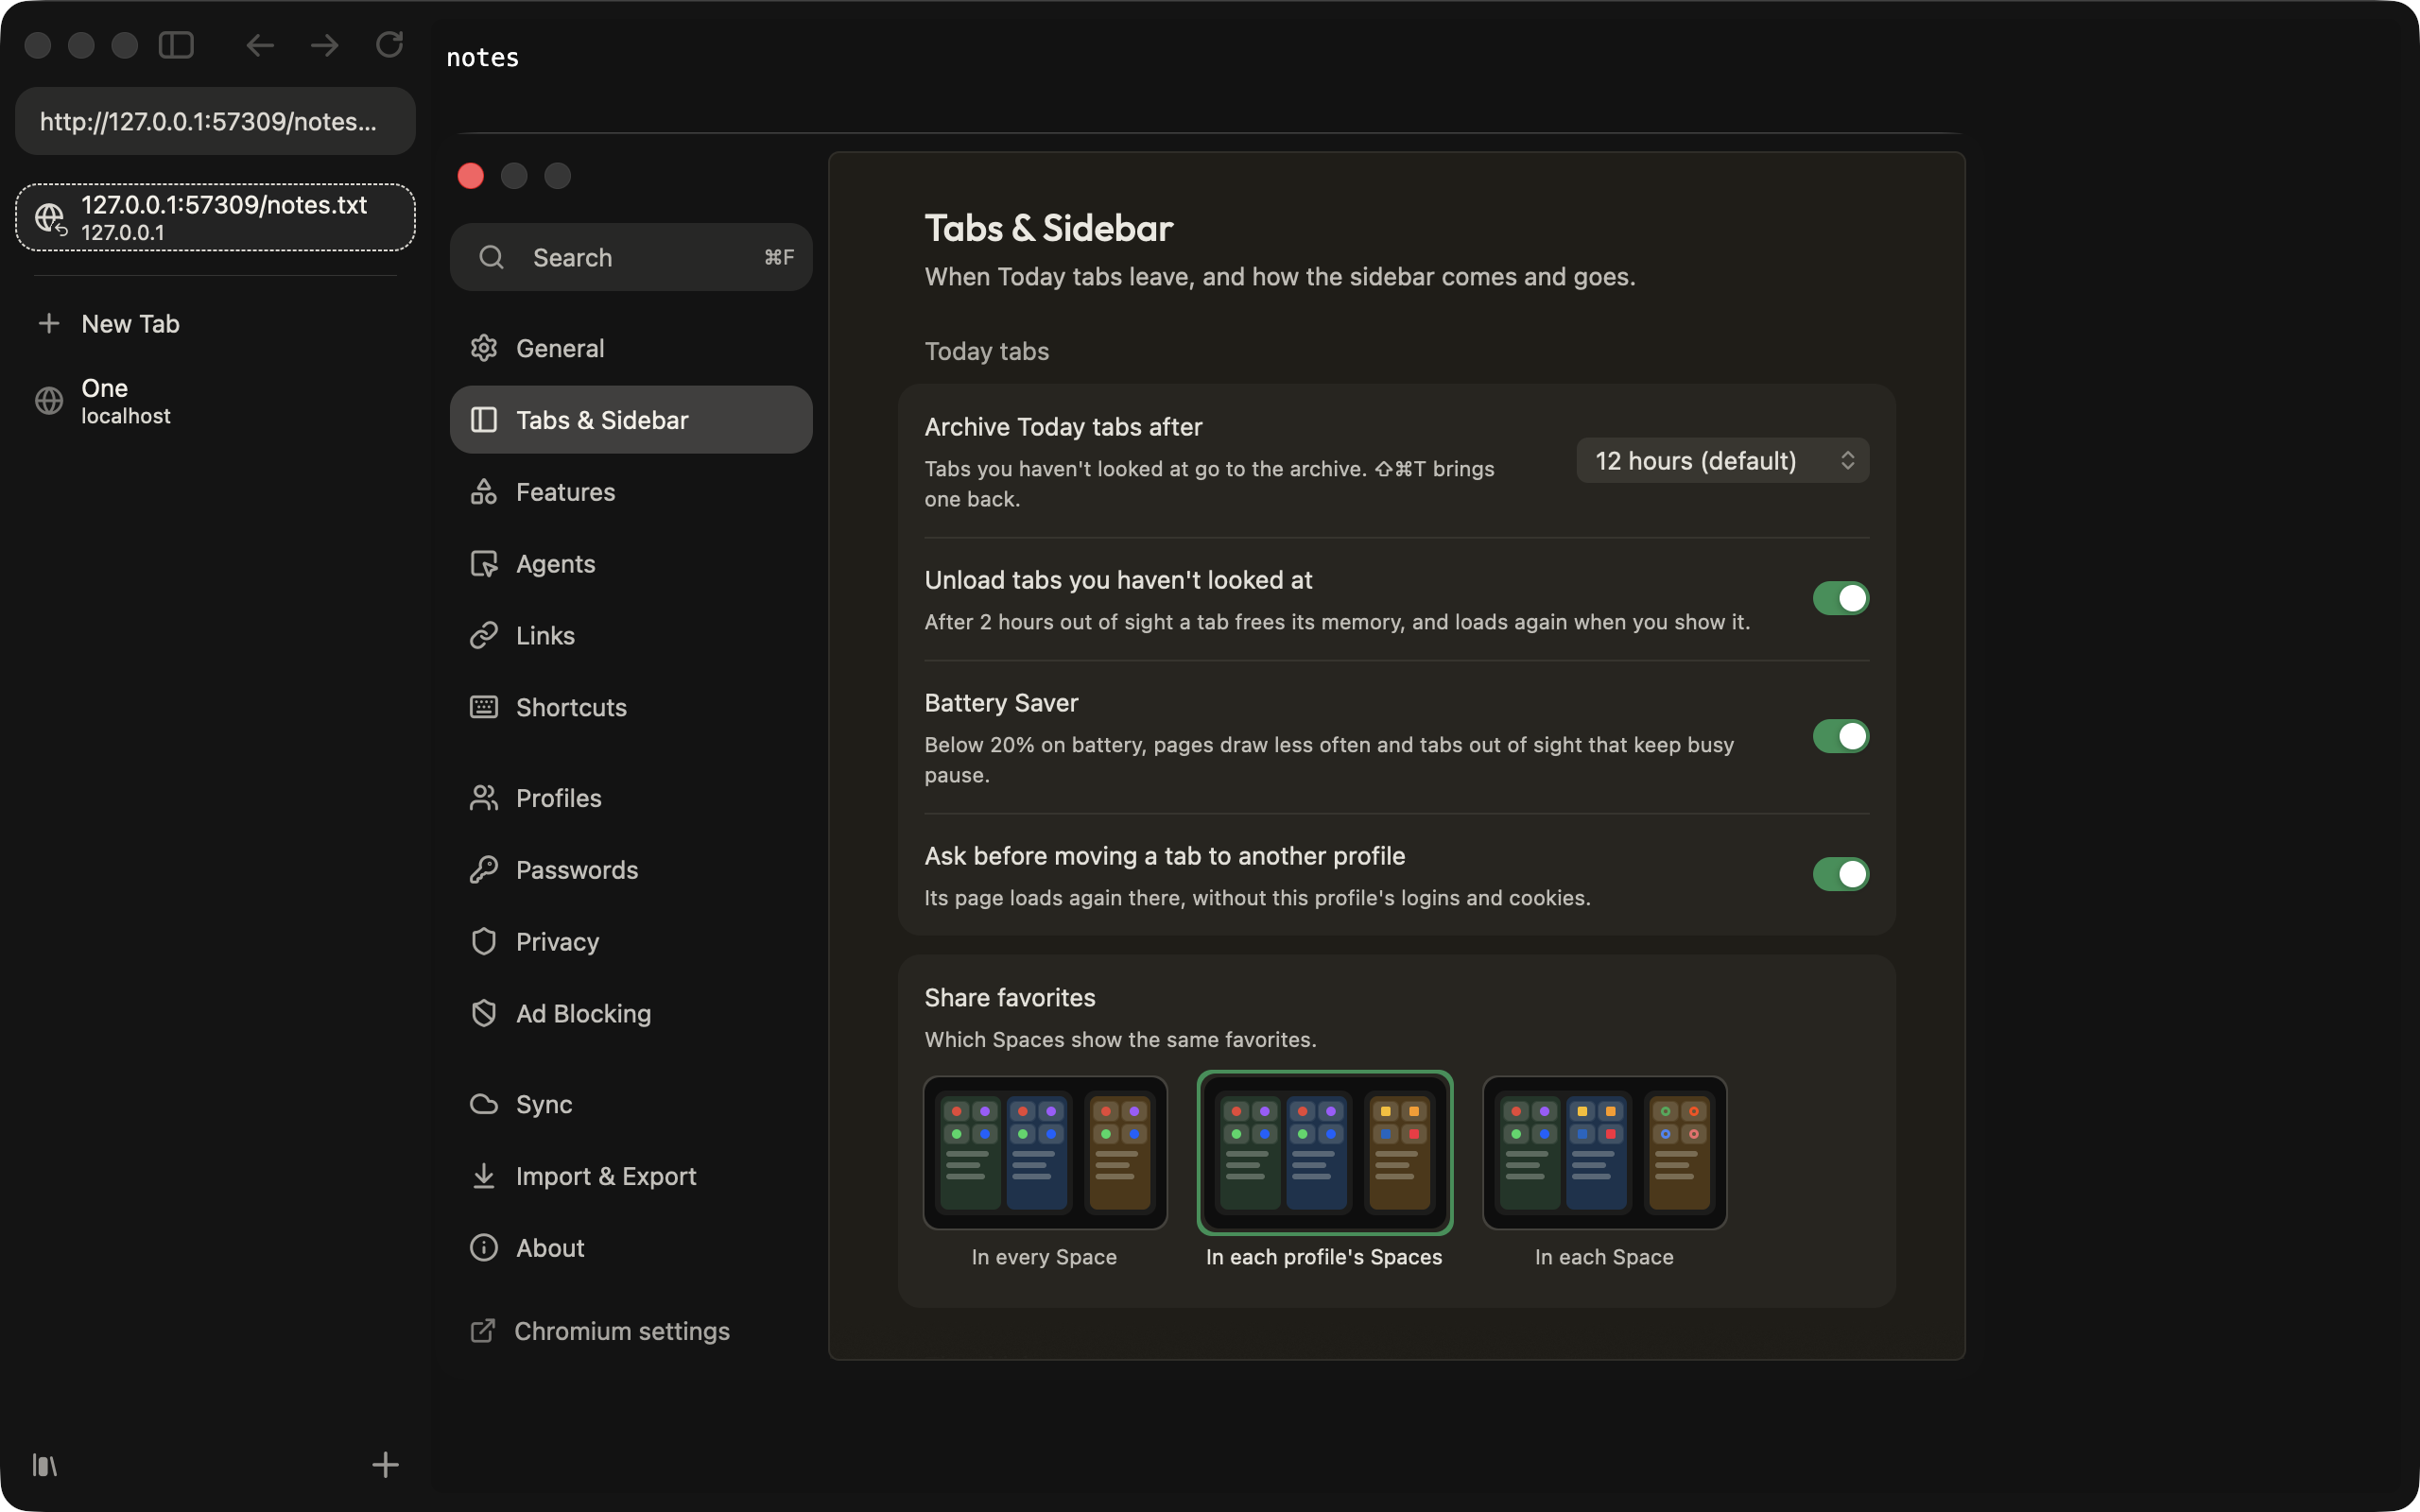 notes
http://127.0.0.1:57309/notes...
127.0.0.1:57309/notes.txt
127.0.0.1
New Tab
One
localhost
Search ⌘F
General
Tabs & Sidebar
Features
Agents
Links
Shortcuts
Profiles
Passwords
Privacy
Ad Blocking
Sync
Import & Export
About
Chromium settings
Tabs & Sidebar
When Today tabs leave, and how the sidebar comes and goes.
Today tabs
Archive Today tabs after
Tabs you haven't looked at go to the archive. ⇧⌘T brings
one back.
12 hours (default)
Unload tabs you haven't looked at
After 2 hours out of sight a tab frees its memory, and loads again when you show it.
Battery Saver
Below 20% on battery, pages draw less often and tabs out of sight that keep busy
pause.
Ask before moving a tab to another profile
Its page loads again there, without this profile's logins and cookies.
Share favorites
Which Spaces show the same favorites.
In every Space
In each profile's Spaces
In each Space